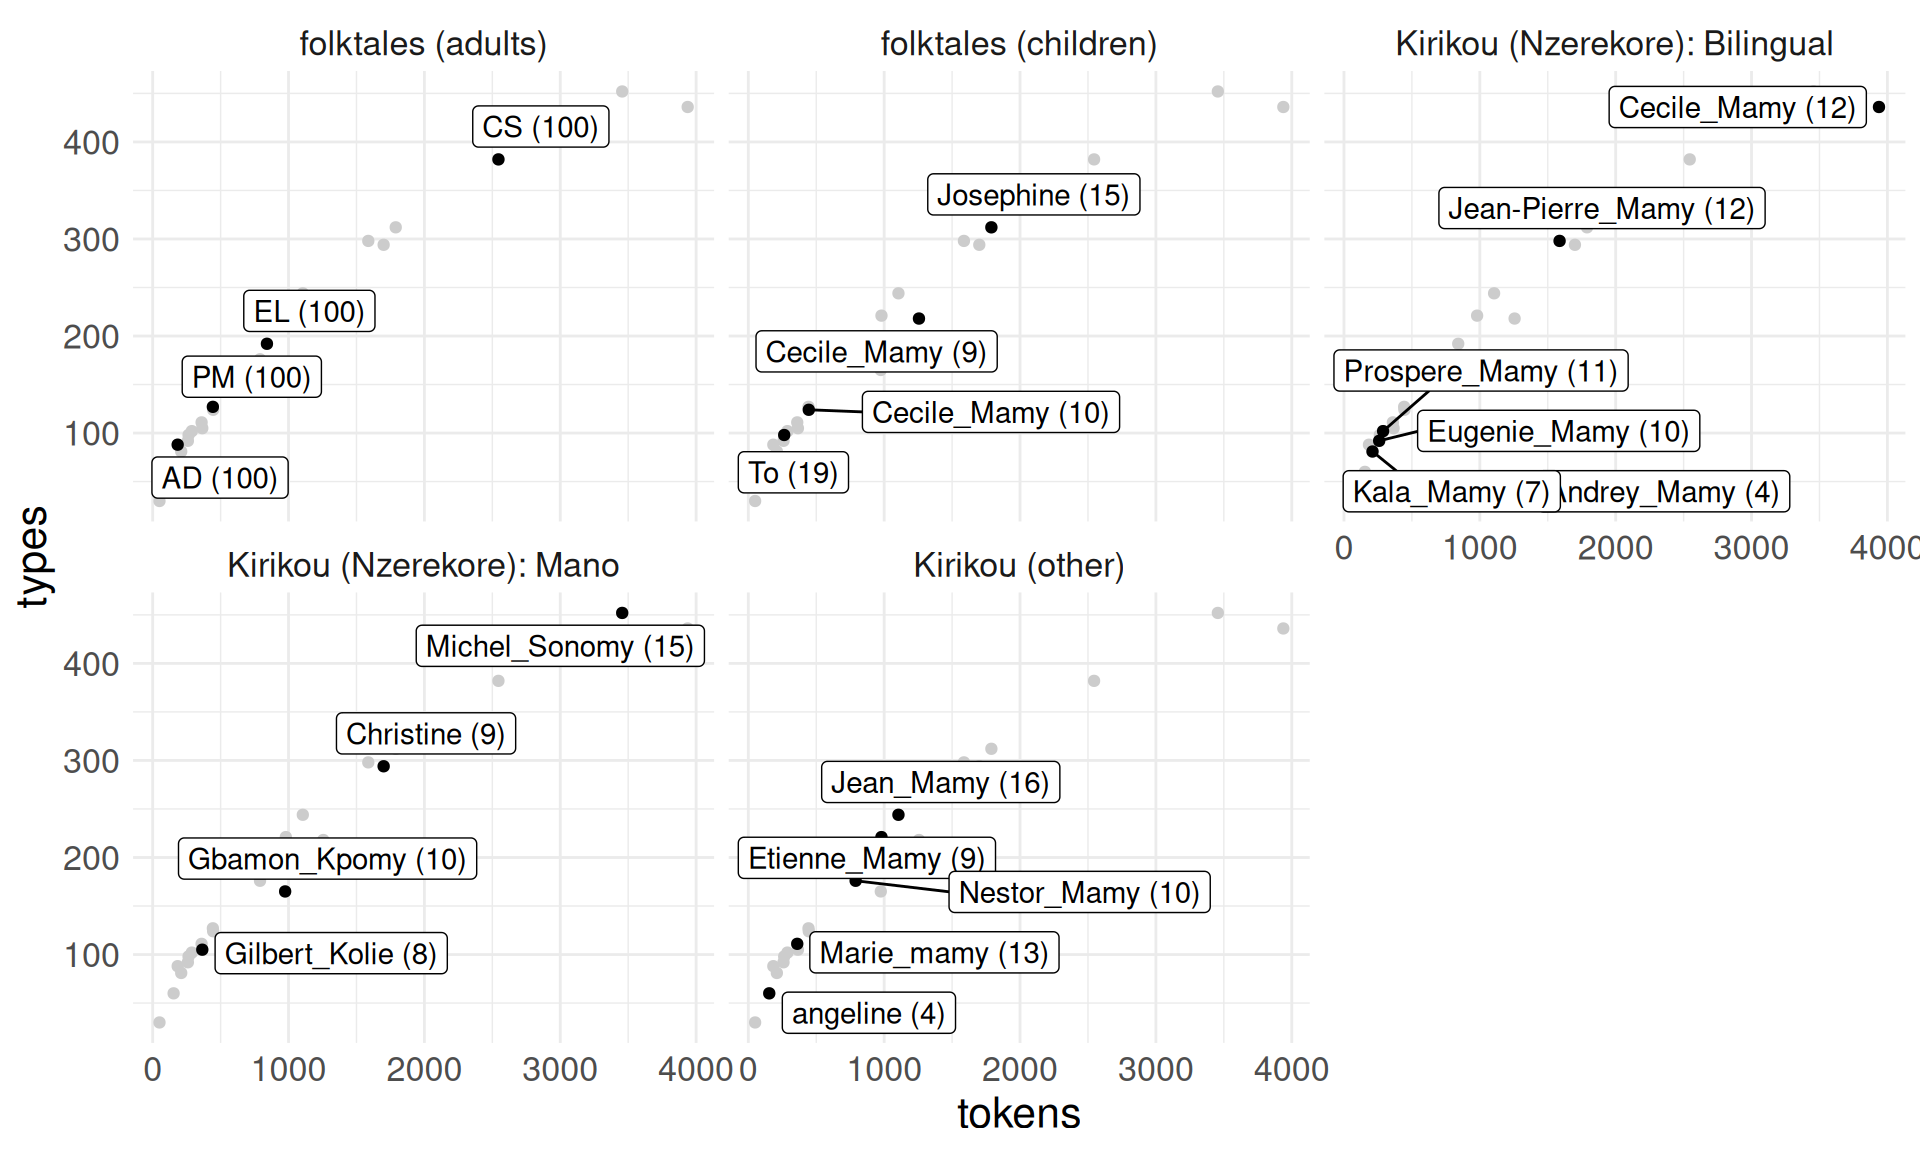 folktales (adults)
folktales (children)
Kirikou (Nzerekore): Bilingual
types
400
300
200
100
CS (100)
EL (100)
PM (100)
AD (100)
Josephine (15)
Cecile_Mamy (9)
Cecile_Mamy (10)
To (19)
Cecile_Mamy (12)
Jean-Pierre_Mamy (12)
Prospere_Mamy (11)
Eugenie_Mamy (10)
Kala_Mamy (7)
Andrey_Mamy (4)
0 1000 2000 3000 4000
Kirikou (Nzerekore): Mano
Kirikou (other)
400
300
200
100
Michel_Sonomy (15)
Christine (9)
Gbamon_Kpomy (10)
Gilbert_Kolie (8)
Jean_Mamy (16)
Etienne_Mamy (9)
Nestor_Mamy (10)
Marie_mamy (13)
angeline (4)
0 1000 2000 3000 4000
0 1000 2000 3000 4000
tokens